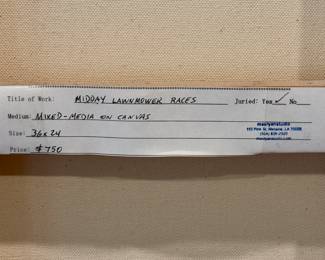 Title of Work: MIDDAY LAWNMOWER RACES Juried: Yes ✓ No
Medium: MIXED-MEDIA ON CANVAS
Size: 36x24
Price: $750